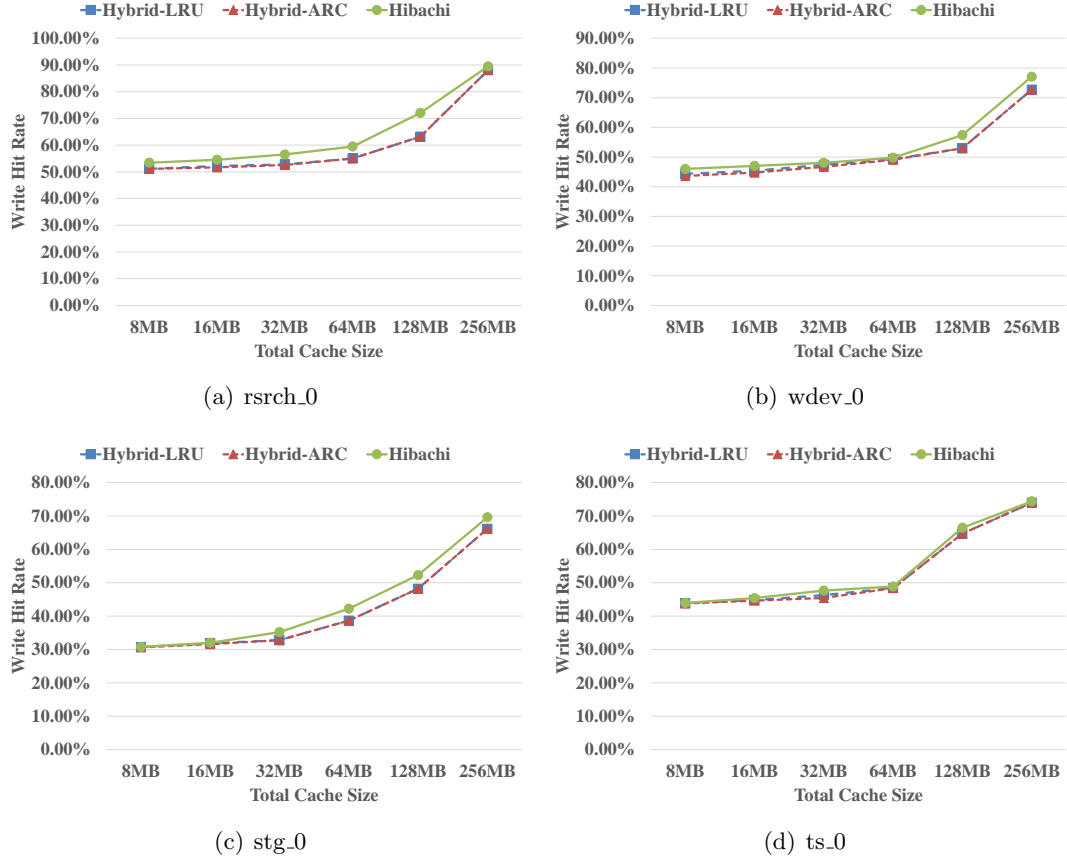 Hybrid-LRU Hybrid-ARC Hibachi
100.00%
90.00%
80.00%
70.00%
60.00%
50.00%
40.00%
30.00%
20.00%
10.00%
0.00%
Write Hit Rate
8MB 16MB 32MB 64MB 128MB 256MB
Total Cache Size
(a) rsrch_0
Hybrid-LRU Hybrid-ARC Hibachi
90.00%
80.00%
70.00%
60.00%
50.00%
40.00%
30.00%
20.00%
10.00%
0.00%
Write Hit Rate
8MB 16MB 32MB 64MB 128MB 256MB
Total Cache Size
(b) wdev_0
Hybrid-LRU Hybrid-ARC Hibachi
80.00%
70.00%
60.00%
50.00%
40.00%
30.00%
20.00%
10.00%
0.00%
Write Hit Rate
8MB 16MB 32MB 64MB 128MB 256MB
Total Cache Size
(c) stg_0
Hybrid-LRU Hybrid-ARC Hibachi
80.00%
70.00%
60.00%
50.00%
40.00%
30.00%
20.00%
10.00%
0.00%
Write Hit Rate
8MB 16MB 32MB 64MB 128MB 256MB
Total Cache Size
(d) ts_0